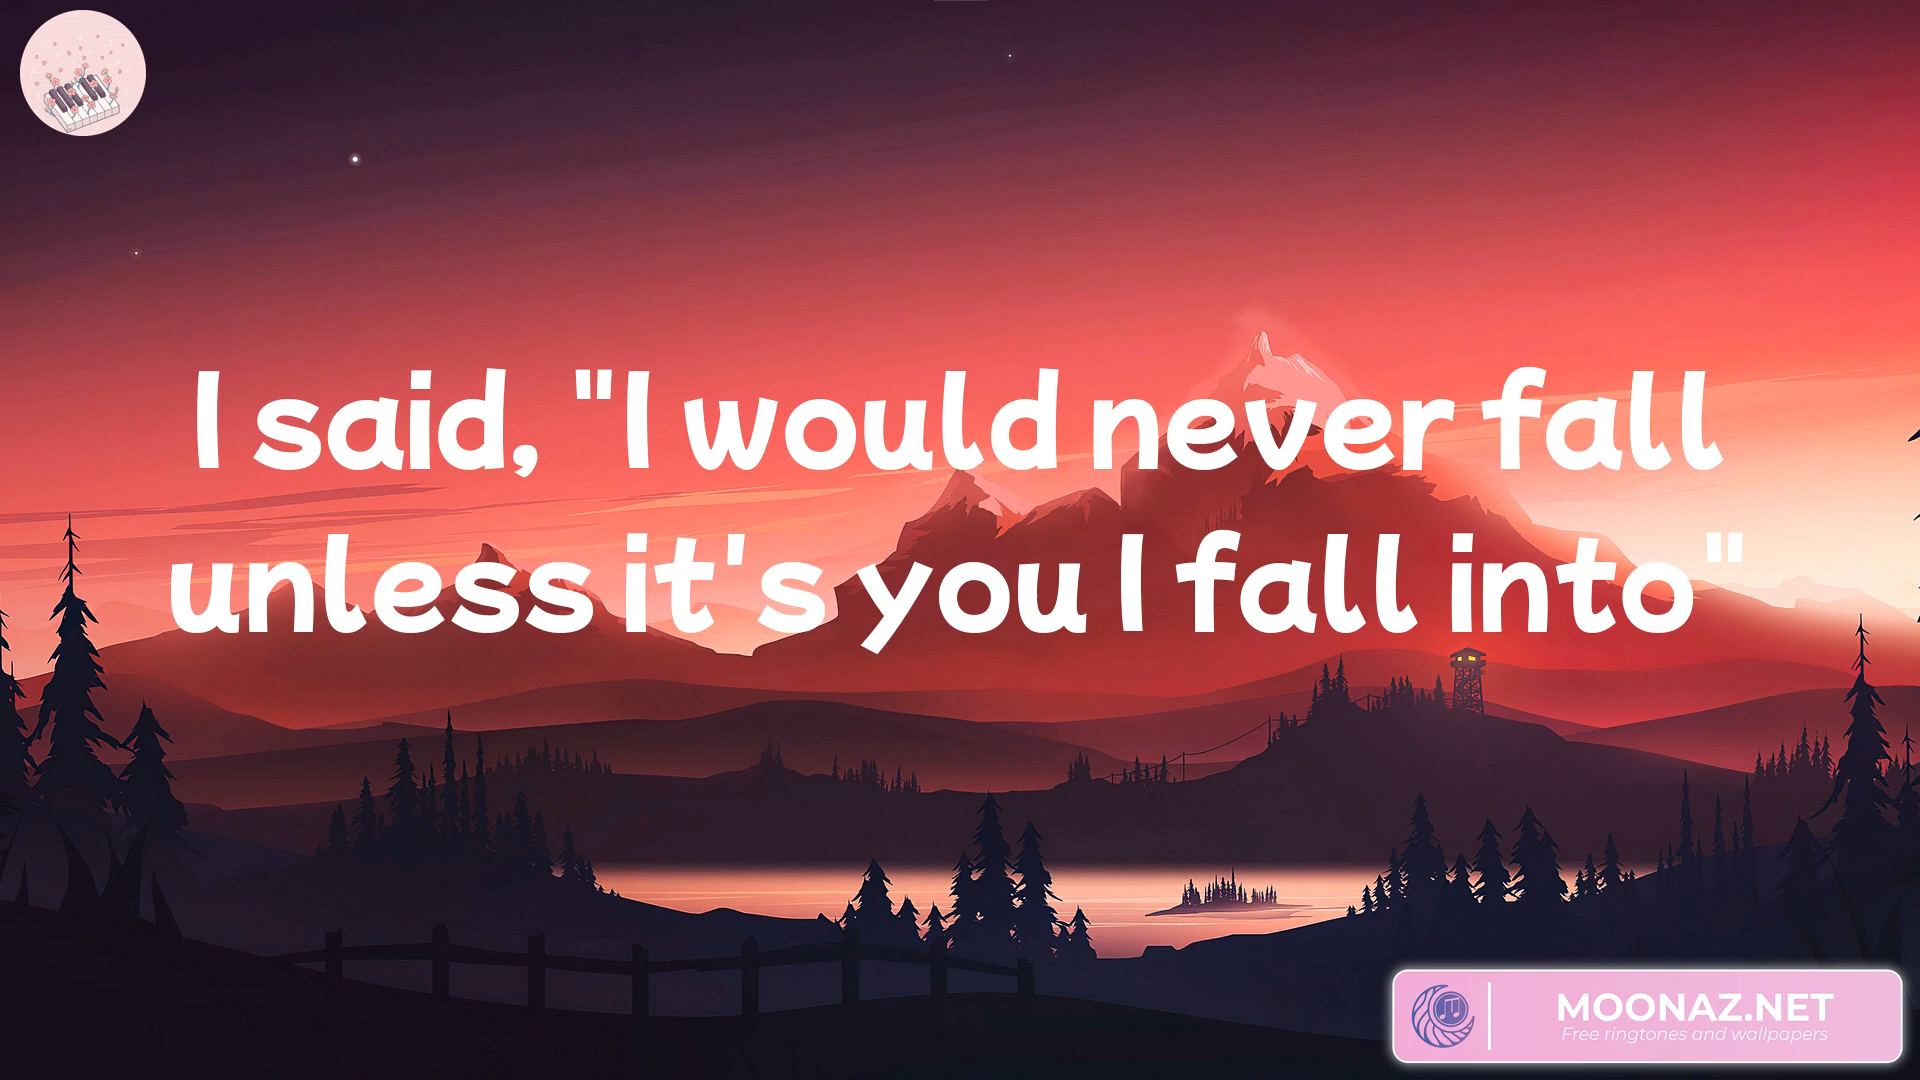 I said, "I would never fall
unless it's you I fall into"
MOONAZ.NET
Free ringtones and wallpapers